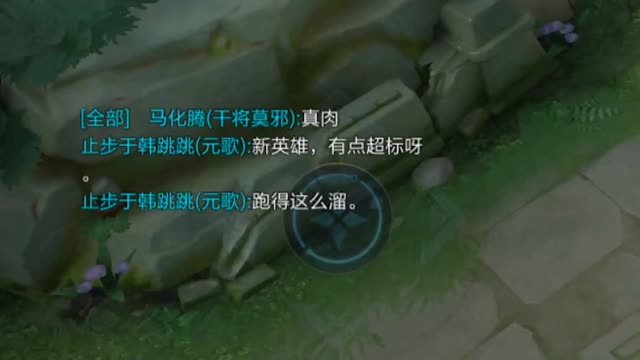 [全部] 马化腾(干将莫邪):真肉
止步于韩跳跳(元歌):新英雄，有点超标呀
。
止步于韩跳跳(元歌):跑得这么溜。